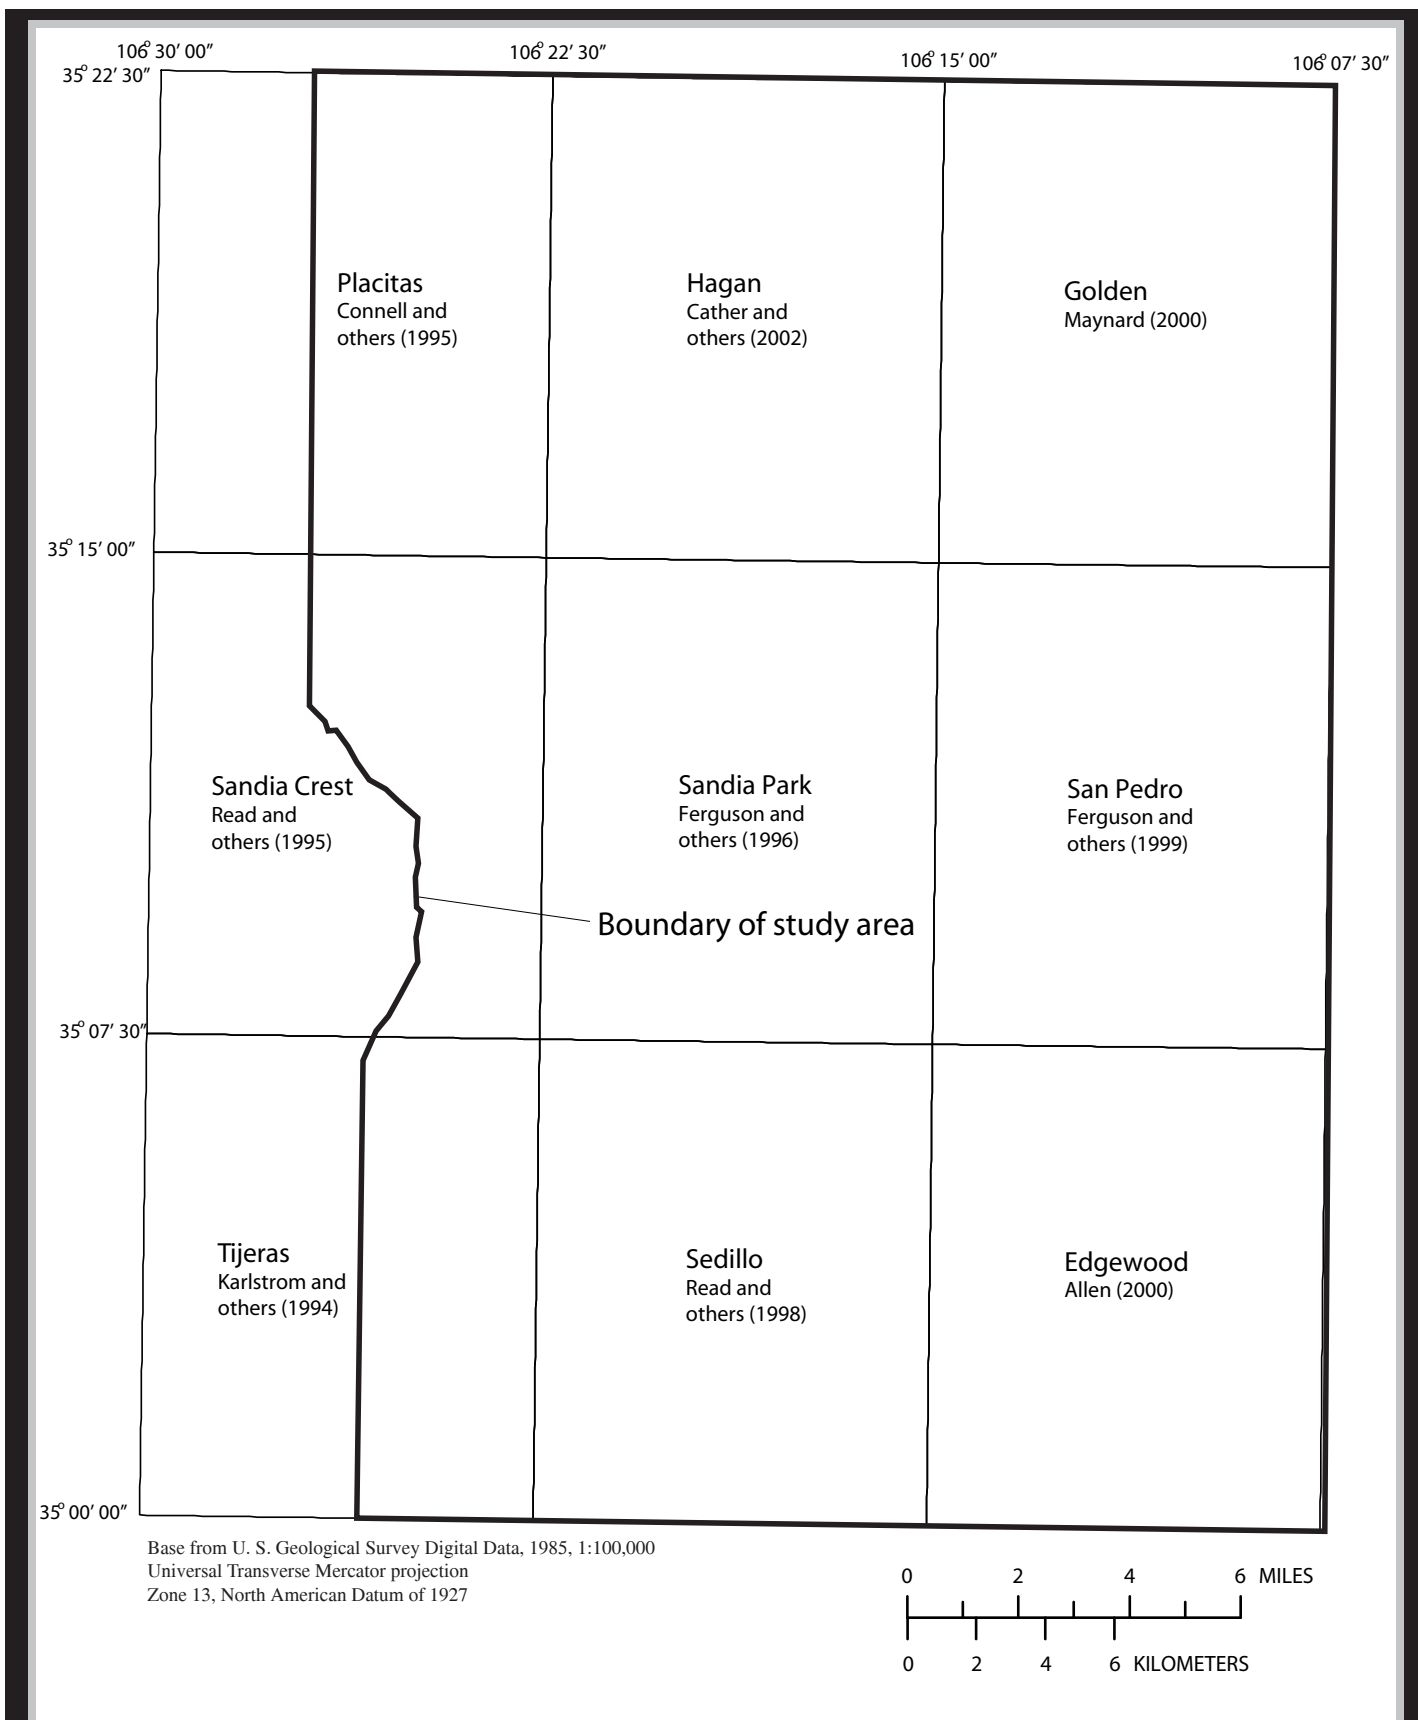 106° 30′ 00″
106° 22′ 30″
106° 15′ 00″
106° 07′ 30″
35° 22′ 30″
Placitas
Connell and
others (1995)
Hagan
Cather and
others (2002)
Golden
Maynard (2000)
35° 15′ 00″
Sandia Crest
Read and
others (1995)
Sandia Park
Ferguson and
others (1996)
San Pedro
Ferguson and
others (1999)
Boundary of study area
35° 07′ 30″
Tijeras
Karlstrom and
others (1994)
Sedillo
Read and
others (1998)
Edgewood
Allen (2000)
35° 00′ 00″
Base from U. S. Geological Survey Digital Data, 1985, 1:100,000
Universal Transverse Mercator projection
Zone 13, North American Datum of 1927
0 2 4 6 MILES
0 2 4 6 KILOMETERS